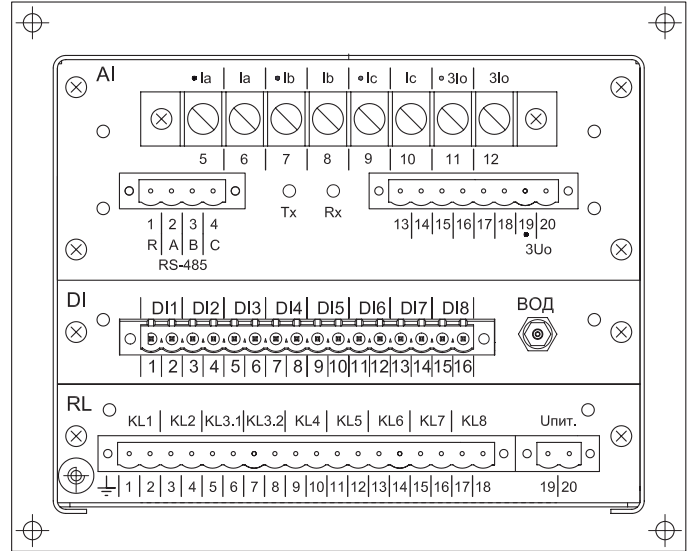 AI
Ia Ia Ib Ib Ic Ic 3Io 3Io
5 6 7 8 9 10 11 12
Tx Rx
1 2 3 4
R A B C
RS-485
13 14 15 16 17 18 19 20
3Uo
DI
DI1 DI2 DI3 DI4 DI5 DI6 DI7 DI8
ВОД
1 2 3 4 5 6 7 8 9 10 11 12 13 14 15 16
RL
KL1 KL2 KL3.1 KL3.2 KL4 KL5 KL6 KL7 KL8 Uпит.
1 2 3 4 5 6 7 8 9 10 11 12 13 14 15 16 17 18 19 20